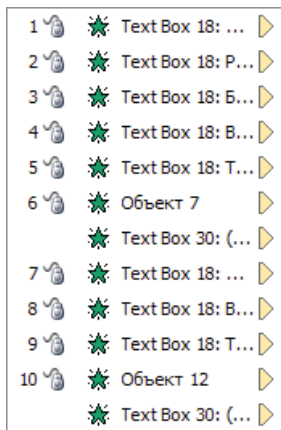 1 Text Box 18: ...
2 Text Box 18: Р...
3 Text Box 18: Б...
4 Text Box 18: В...
5 Text Box 18: Т...
6 Объект 7
Text Box 30: (...
7 Text Box 18: ...
8 Text Box 18: В...
9 Text Box 18: Т...
10 Объект 12
Text Box 30: (...